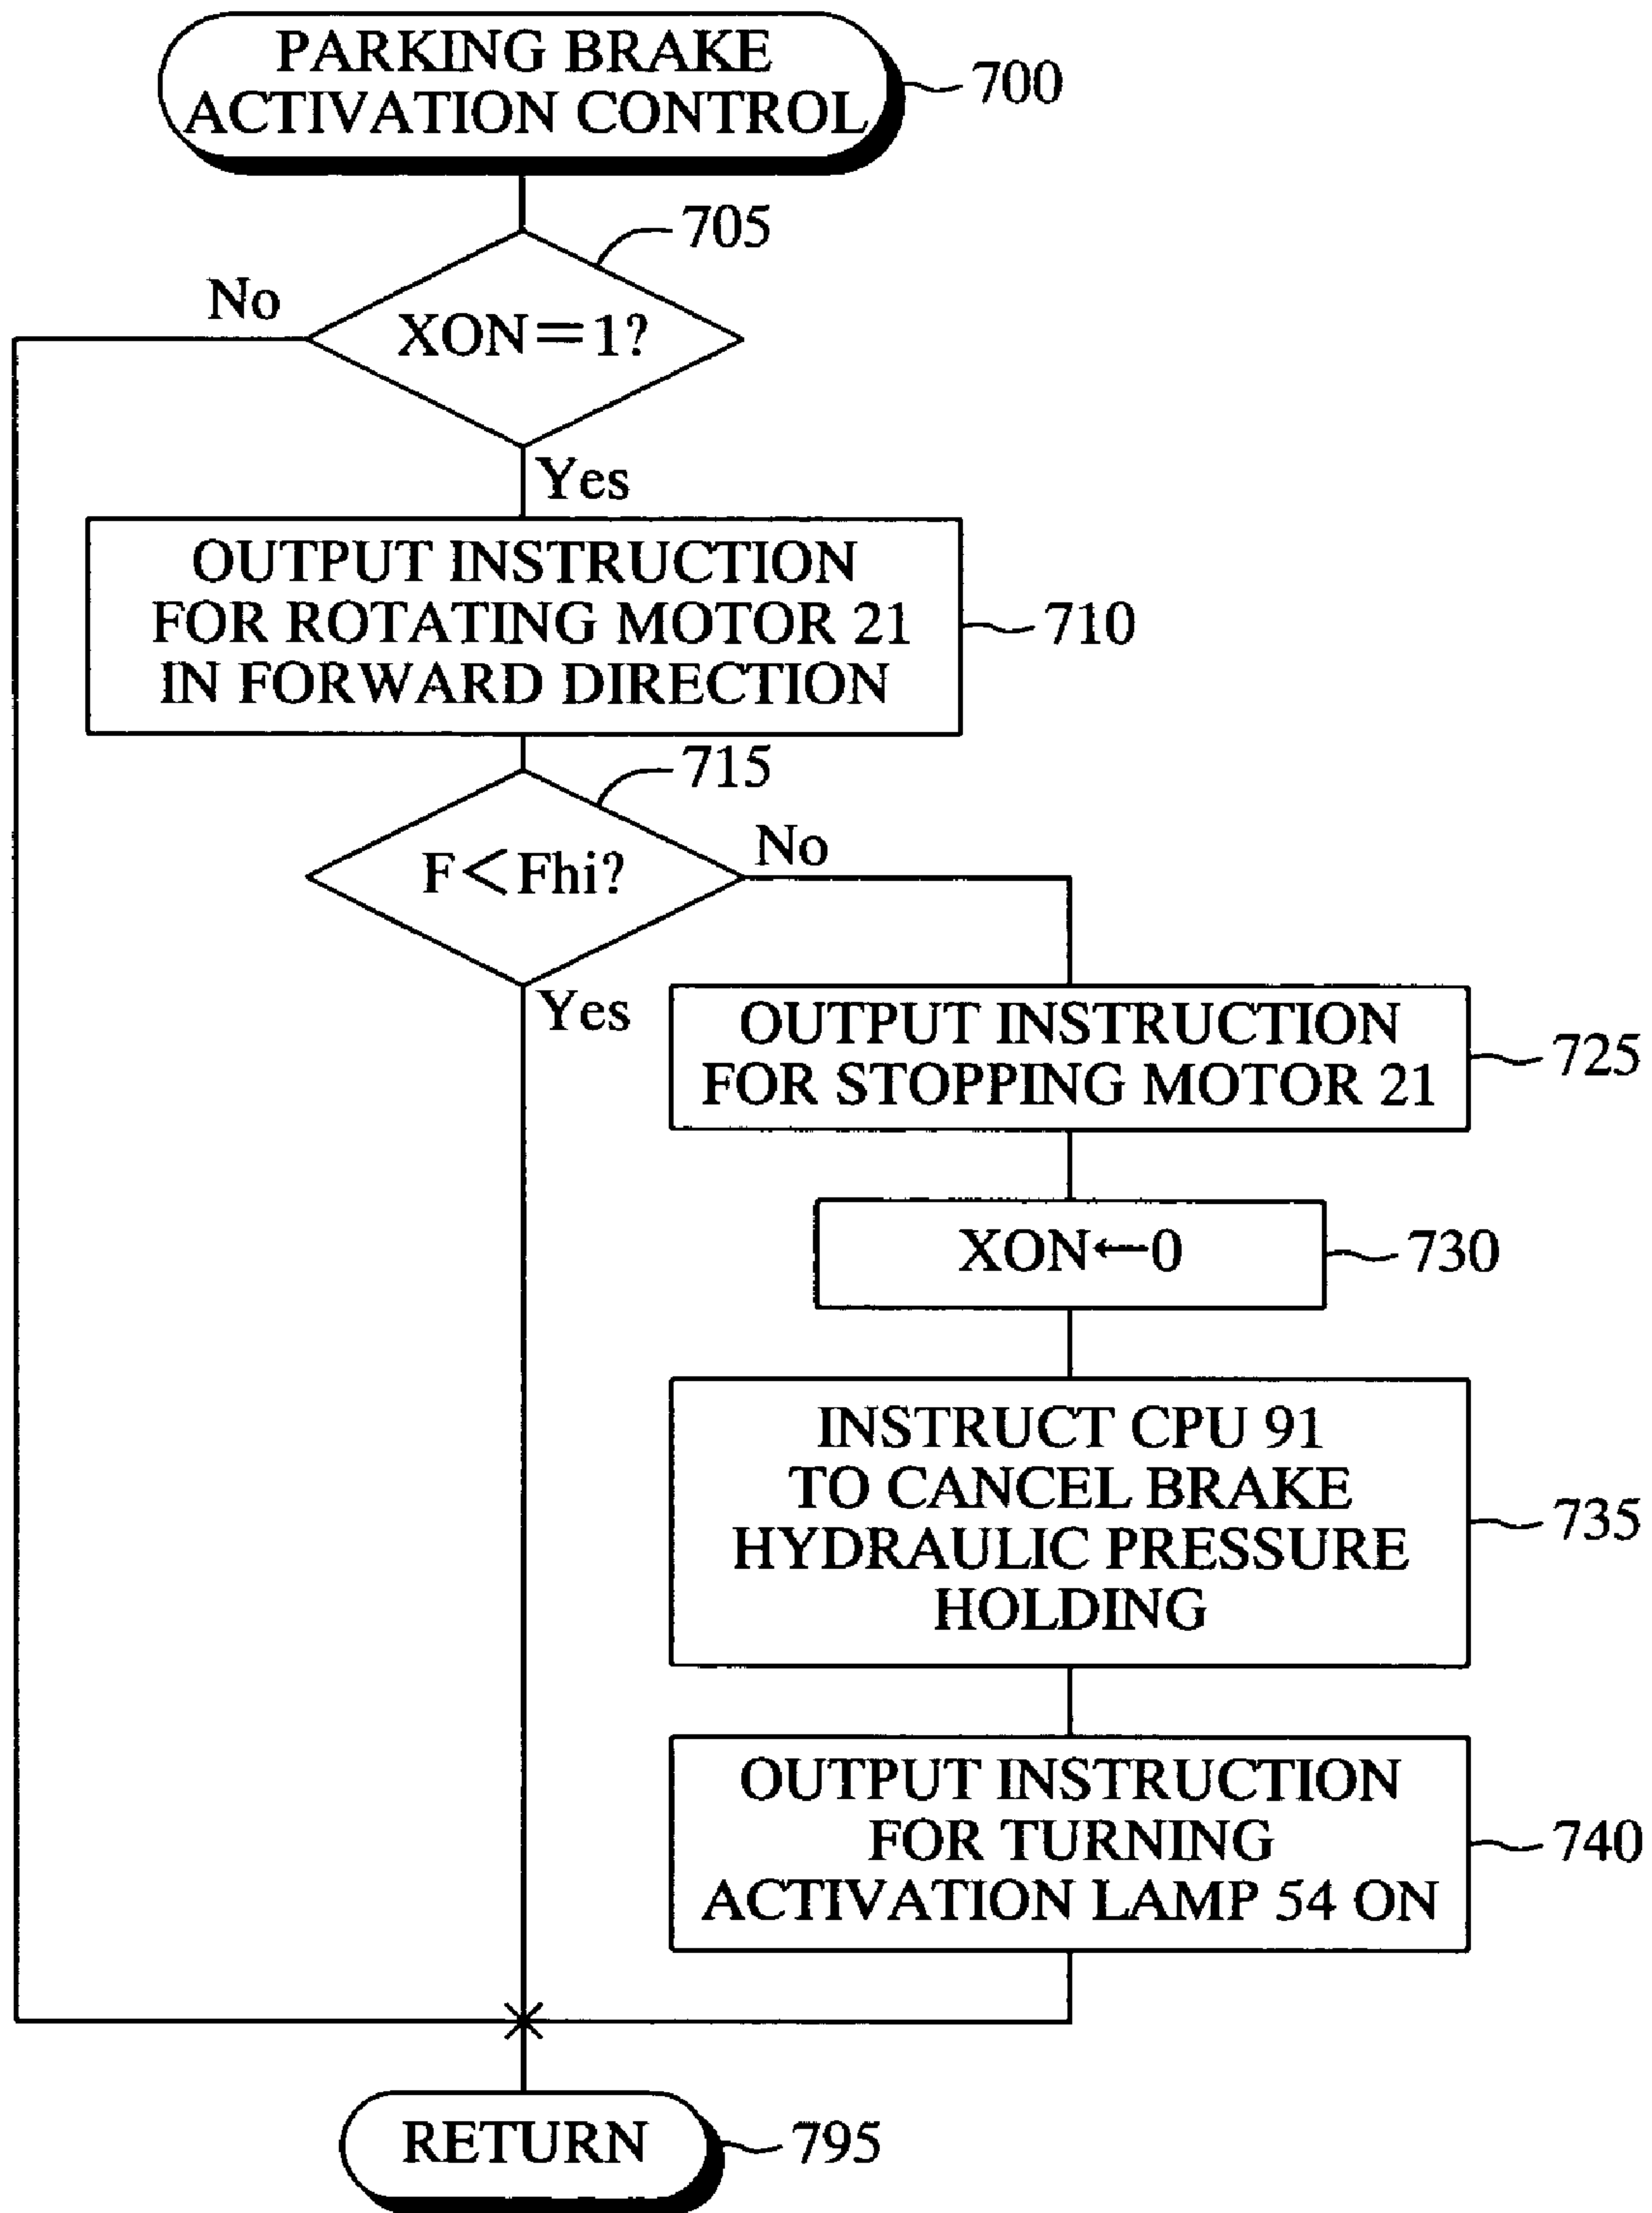 PARKING BRAKE
ACTIVATION CONTROL
700
705
No
XON=1?
Yes
OUTPUT INSTRUCTION
FOR ROTATING MOTOR 21
IN FORWARD DIRECTION
710
715
No
F<Fhi?
Yes
OUTPUT INSTRUCTION
FOR STOPPING MOTOR 21
725
XON←0
730
INSTRUCT CPU 91
TO CANCEL BRAKE
HYDRAULIC PRESSURE
HOLDING
735
OUTPUT INSTRUCTION
FOR TURNING
ACTIVATION LAMP 54 ON
740
RETURN
795